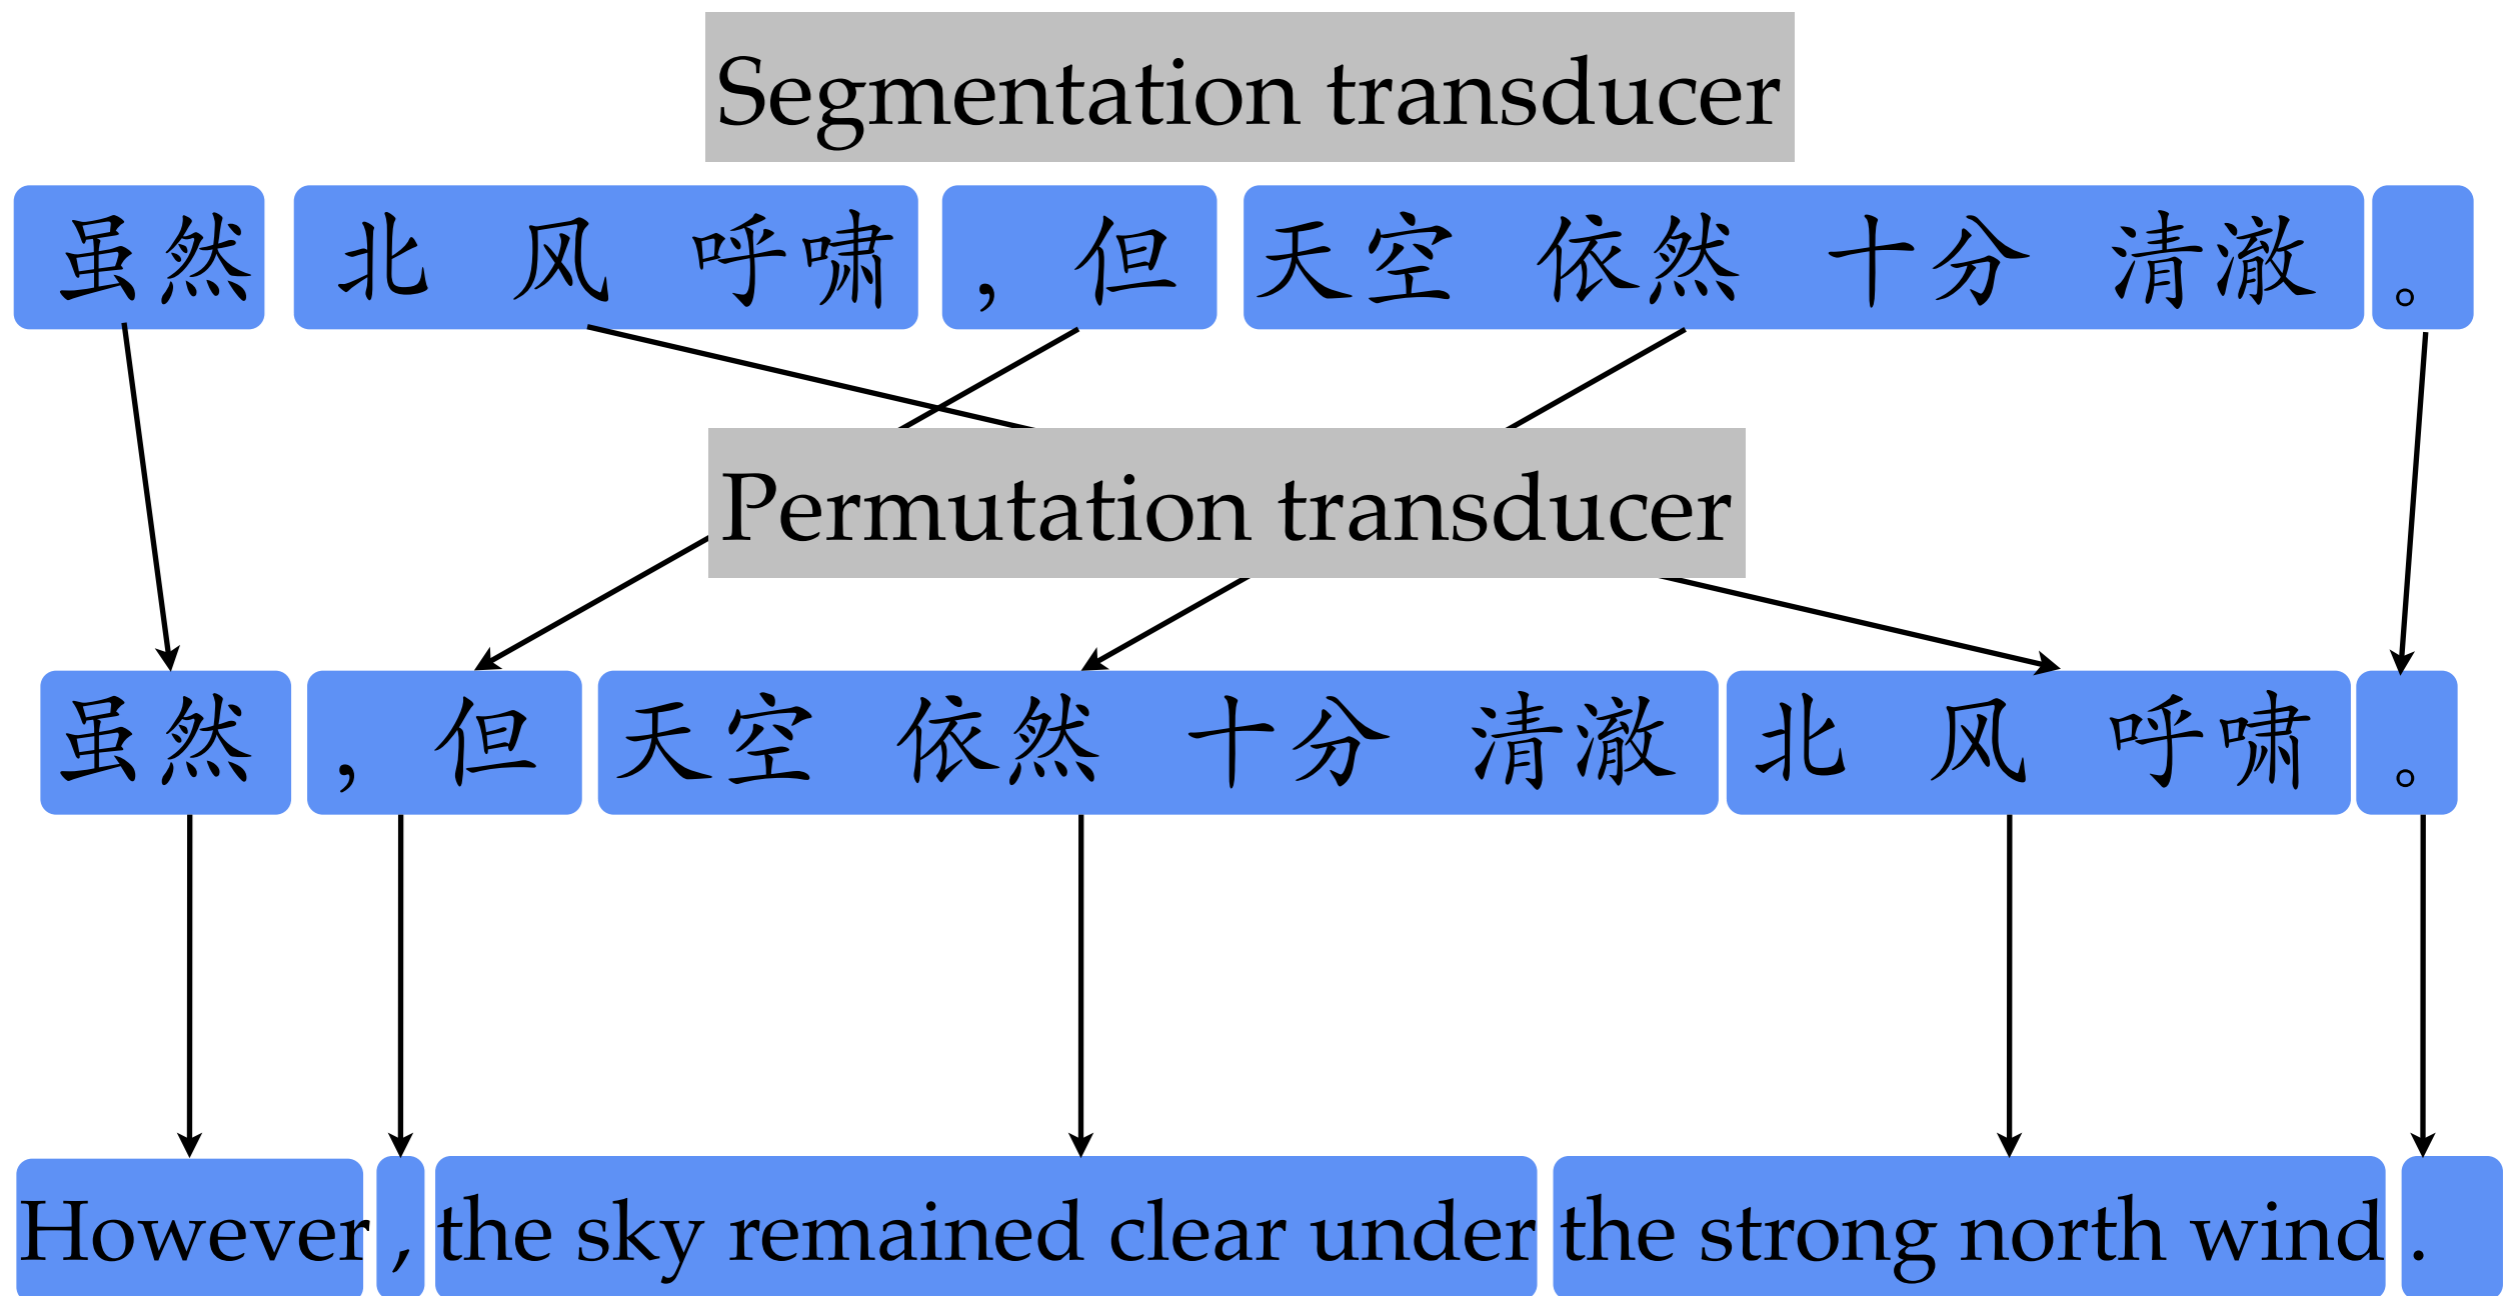 Segmentation transducer
虽然 北 风 呼啸 , 但 天空 依然 十分 清澈 。
Permutation transducer
虽然 , 但 天空 依然 十分 清澈 北 风 呼啸 。
However , the sky remained clear under the strong north wind .